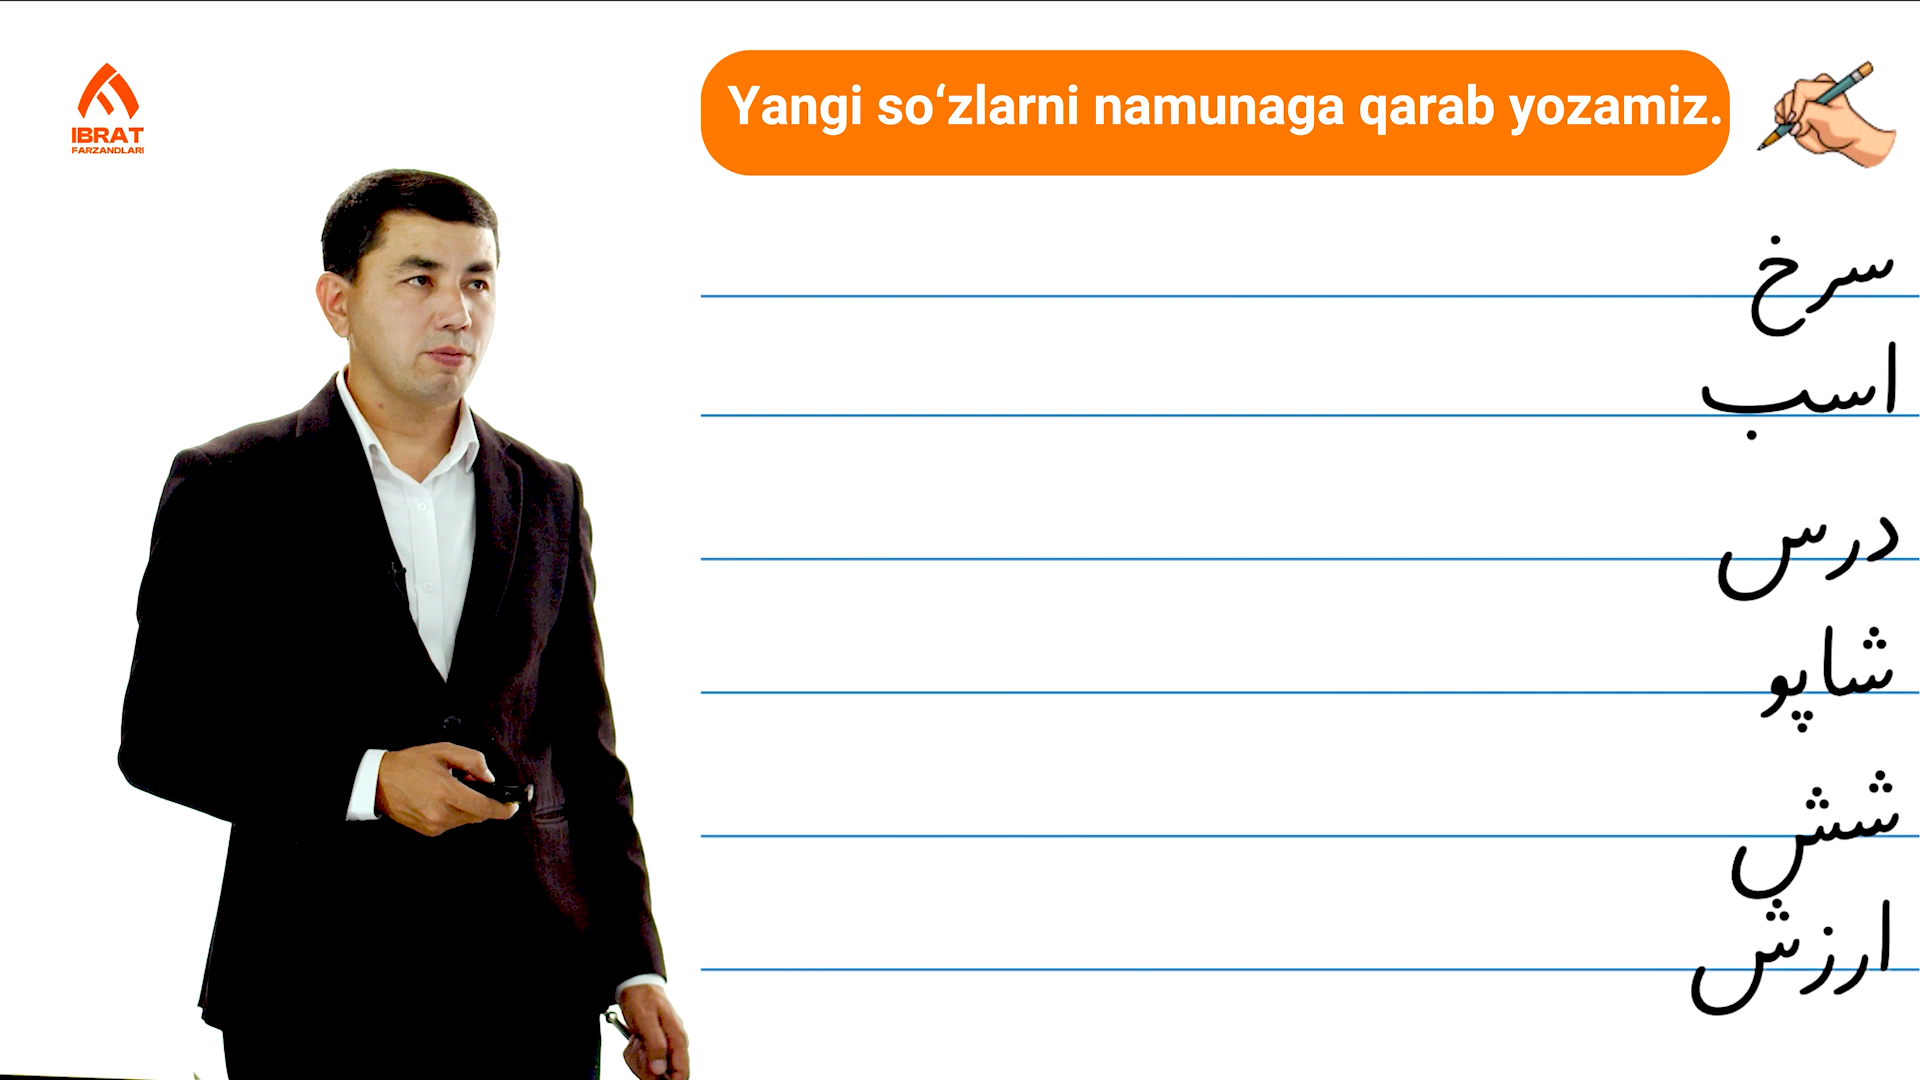 IBRAT
FARZANDLARI
Yangi so‘zlarni namunaga qarab yozamiz.
سرخ
اسب
درس
شاپو
شش
ارزش